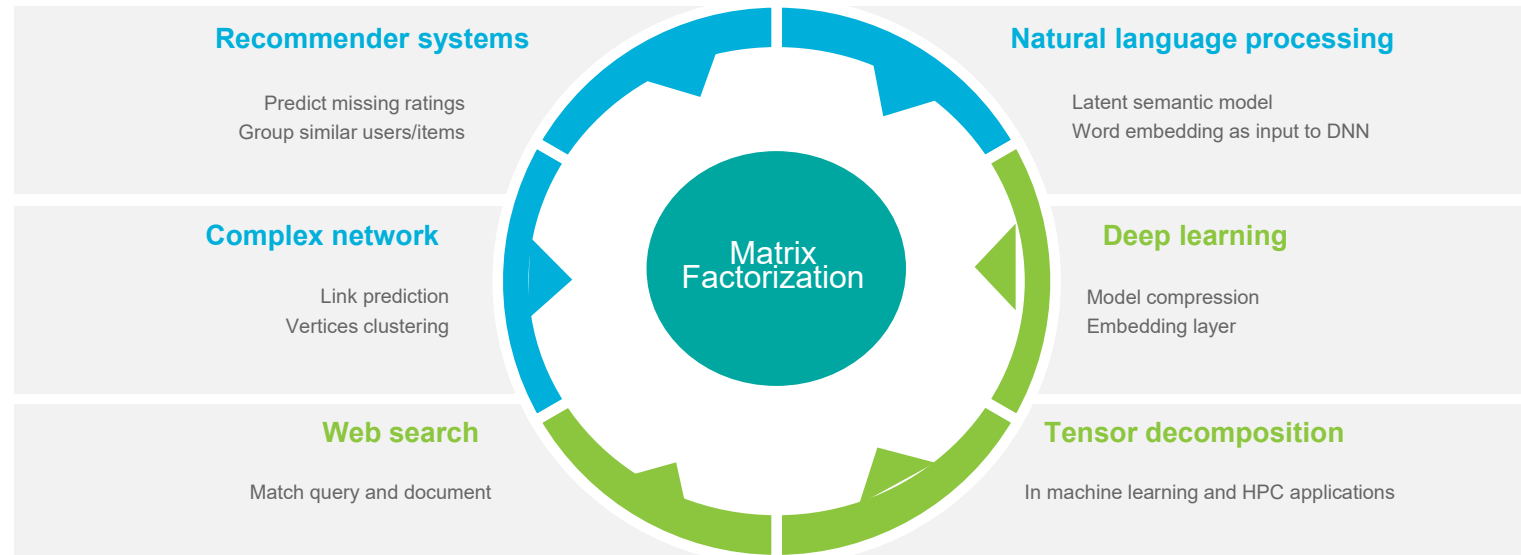 Recommender systems
Predict missing ratings
Group similar users/items
Natural language processing
Latent semantic model
Word embedding as input to DNN
Complex network
Link prediction
Vertices clustering
Matrix
Factorization
Deep learning
Model compression
Embedding layer
Web search
Match query and document
Tensor decomposition
In machine learning and HPC applications